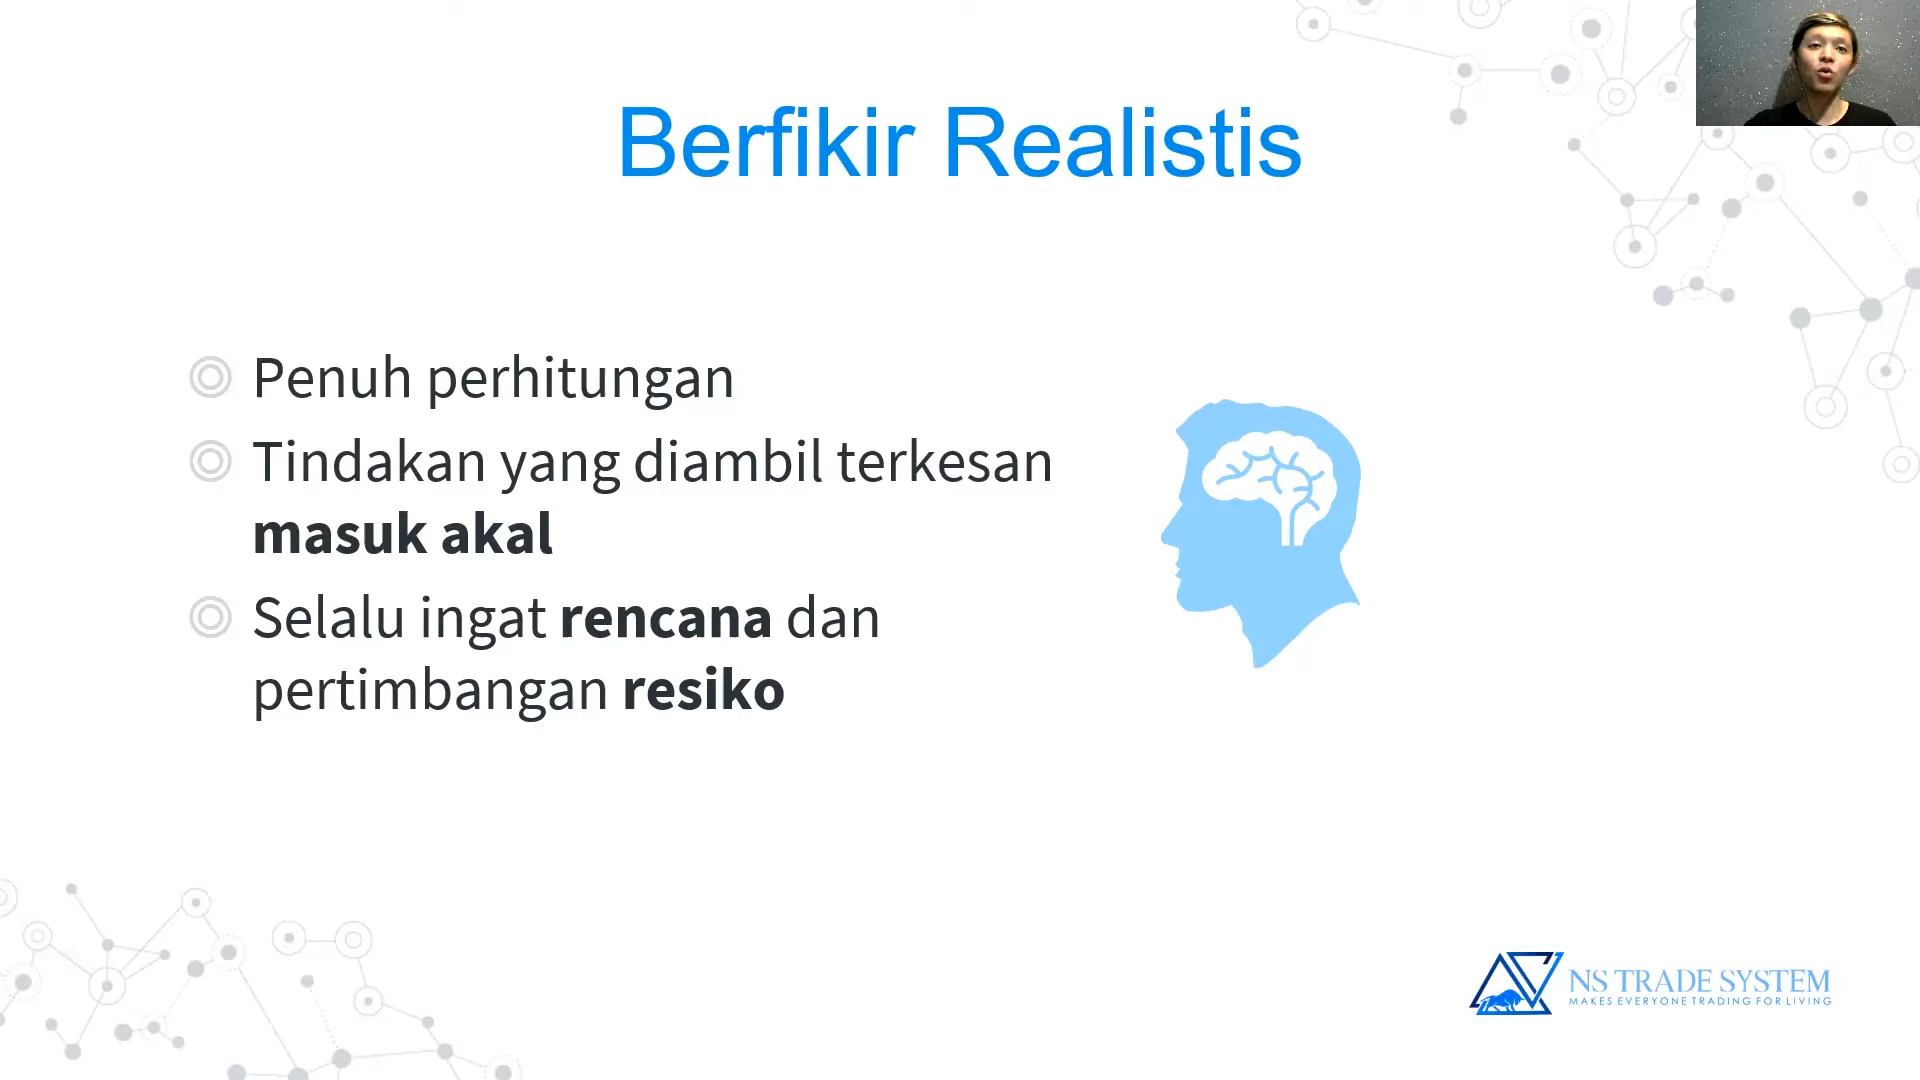 Berfikir Realistis
Penuh perhitungan
Tindakan yang diambil terkesan
masuk akal
Selalu ingat rencana dan
pertimbangan resiko
NS TRADE SYSTEM
MAKES EVERYONE TRADING FOR LIVING